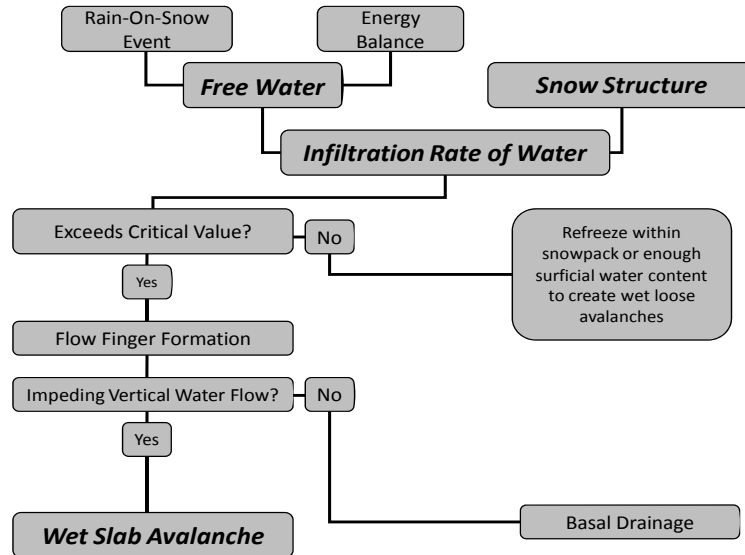 Rain-On-Snow
Event
Energy
Balance
Free Water
Snow Structure
Infiltration Rate of Water
Exceeds Critical Value?
No
Refreeze within
snowpack or enough
surficial water content
to create wet loose
avalanches
Yes
Flow Finger Formation
Impeding Vertical Water Flow?
No
Yes
Wet Slab Avalanche
Basal Drainage